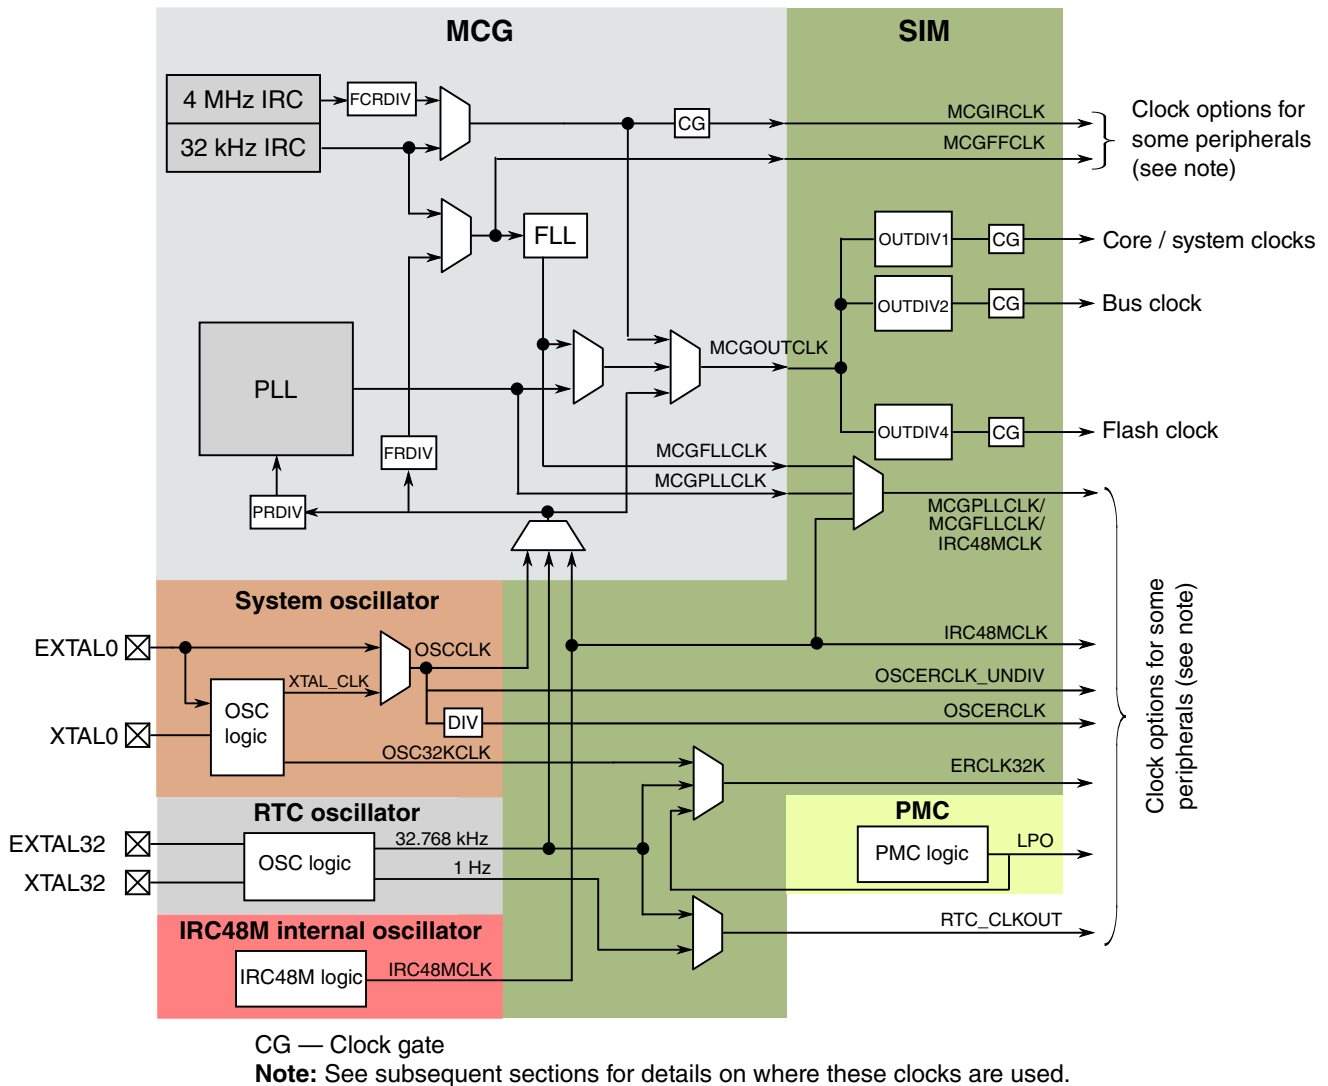 MCG
SIM
4 MHz IRC
FCRDIV
32 kHz IRC
CG
MCGIRCLK
MCGFFCLK
Clock options for
some peripherals
(see note)
FLL
OUTDIV1
CG
Core / system clocks
OUTDIV2
CG
Bus clock
MCGOUTCLK
PLL
OUTDIV4
CG
Flash clock
FRDIV
MCGFLLCLK
MCGPLLCLK
PRDIV
MCGPLLCLK/
MCGFLLCLK/
IRC48MCLK
System oscillator
EXTAL0
OSCCLK
XTAL_CLK
OSC
logic
XTAL0
DIV
OSC32KCLK
IRC48MCLK
OSCERCLK_UNDIV
OSCERCLK
ERCLK32K
Clock options for some
peripherals (see note)
RTC oscillator
EXTAL32
XTAL32
OSC logic
32.768 kHz
1 Hz
PMC
PMC logic
LPO
RTC_CLKOUT
IRC48M internal oscillator
IRC48M logic
IRC48MCLK
CG — Clock gate
Note: See subsequent sections for details on where these clocks are used.